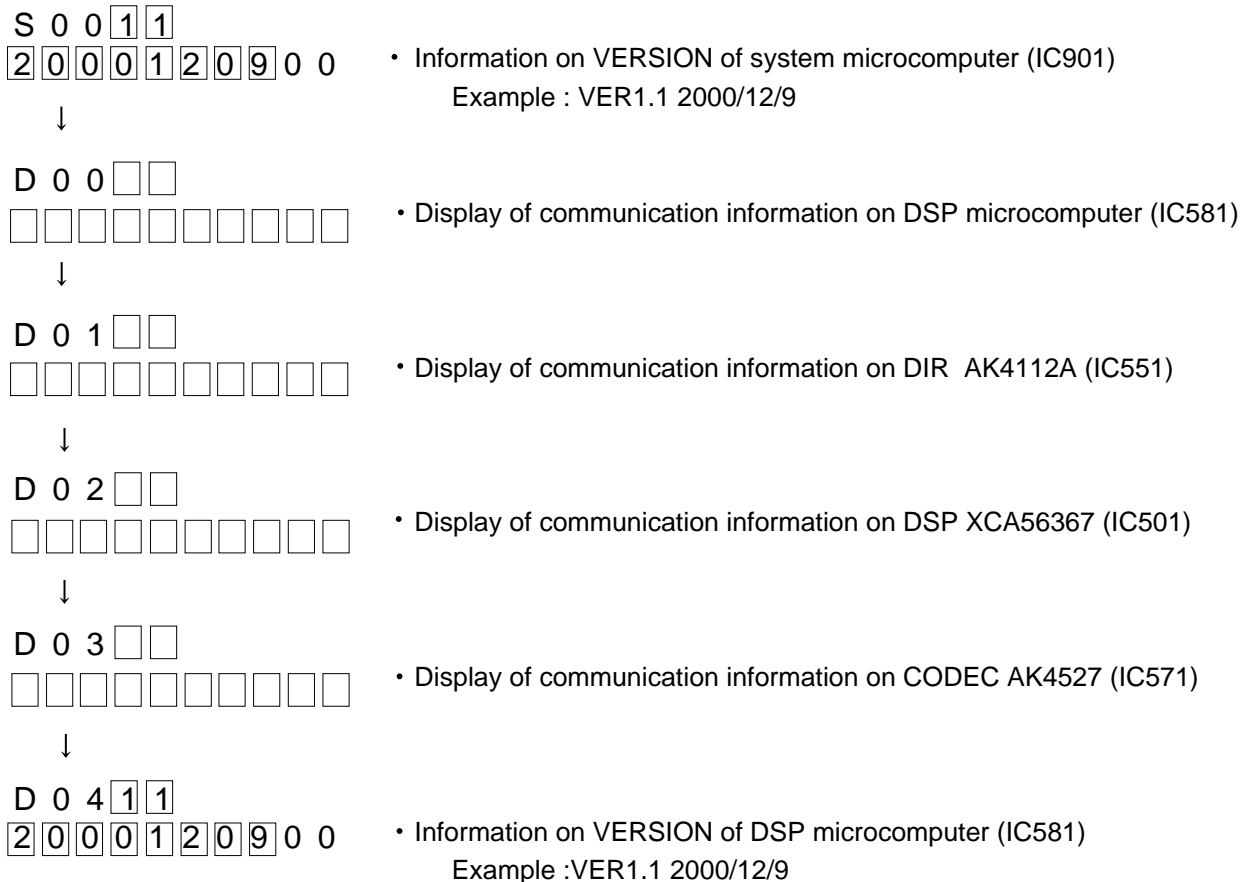 S 0 0 1 1
2 0 0 0 1 2 0 9 0 0
・ Information on VERSION of system microcomputer (IC901)
Example : VER1.1 2000/12/9
↓
D 0 0 □ □
□ □ □ □ □ □ □ □ □ □
・ Display of communication information on DSP microcomputer (IC581)
↓
D 0 1 □ □
□ □ □ □ □ □ □ □ □ □
・ Display of communication information on DIR AK4112A (IC551)
↓
D 0 2 □ □
□ □ □ □ □ □ □ □ □ □
・ Display of communication information on DSP XCA56367 (IC501)
↓
D 0 3 □ □
□ □ □ □ □ □ □ □ □ □
・ Display of communication information on CODEC AK4527 (IC571)
↓
D 0 4 1 1
2 0 0 0 1 2 0 9 0 0
・ Information on VERSION of DSP microcomputer (IC581)
Example :VER1.1 2000/12/9